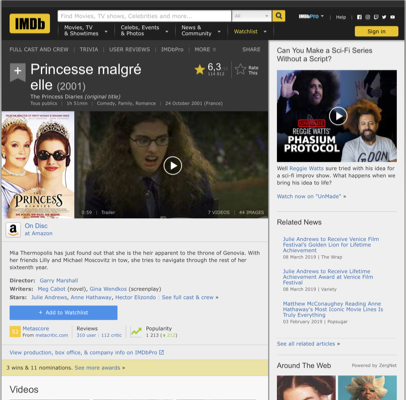 IMDb
Find Movies, TV shows, Celebrities and more...
All
IMDbPro
Help
Movies, TV
& Showtimes
Celebs, Events
& Photos
News &
Community
Watchlist
Sign in
FULL CAST AND CREW | TRIVIA | USER REVIEWS | IMDbPro | MORE
SHARE
Princesse malgré
elle (2001)
6,3
Rate
This
The Princess Diaries (original title)
Tous publics | 1h 51min | Comedy, Family, Romance | 24 October 2001 (France)
PRINCESS
DIARIES
0:59 | Trailer
7 VIDEOS | 44 IMAGES
a
On Disc
at Amazon
Mia Thermopolis has just found out that she is the heir apparent to the throne of Genovia. With
her friends Lilly and Michael Moscovitz in tow, she tries to navigate through the rest of her
sixteenth year.
Director: Garry Marshall
Writers: Meg Cabot (novel), Gina Wendkos (screenplay)
Stars: Julie Andrews, Anne Hathaway, Hector Elizondo | See full cast & crew »
+ Add to Watchlist
Metascore
From metacritic.com
Reviews
310 user | 112 critic
Popularity
1 213
View production, box office, & company info on IMDbPro
3 wins & 11 nominations. See more awards »
Videos
Can You Make a Sci-Fi Series
Without a Script?
REGGIE WATTS'
PHASIUM
PROTOCOL
Well Reggie Watts sure tried with his idea for
a sci-fi improv show. What happens when we
bring his idea to life?
Watch now on "UnMade" »
Related News
Julie Andrews to Receive Venice Film
Festival's Golden Lion for Lifetime
Achievement
08 March 2019 | The Wrap
Julie Andrews to Receive Lifetime
Achievement Award at Venice Film
Festival
08 March 2019 | Variety
Matthew McConaughey Reading Anne
Hathaway's Most Iconic Movie Lines Is
Truly Everything
03 February 2019 | Popsugar
See all related articles »
Around The Web
Powered by ZergNet